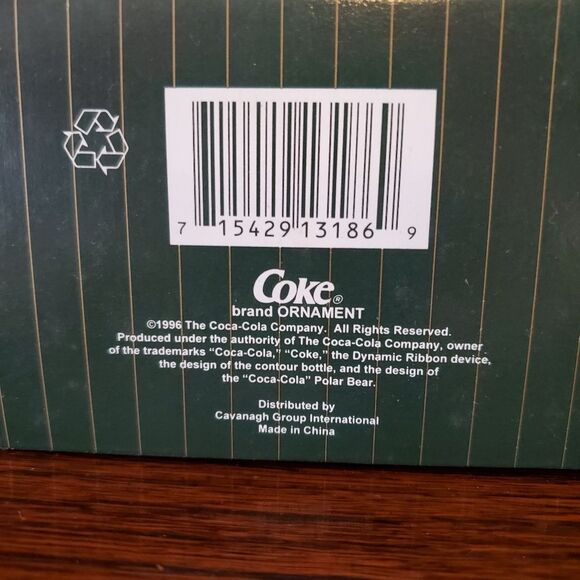 7 15429 13186 9
Coke®
brand ORNAMENT
©1996 The Coca-Cola Company. All Rights Reserved.
Produced under the authority of The Coca-Cola Company, owner
of the trademarks “Coca-Cola,” “Coke,” the Dynamic Ribbon device,
the design of the contour bottle, and the design of
the “Coca-Cola” Polar Bear.
Distributed by
Cavanagh Group International
Made in China